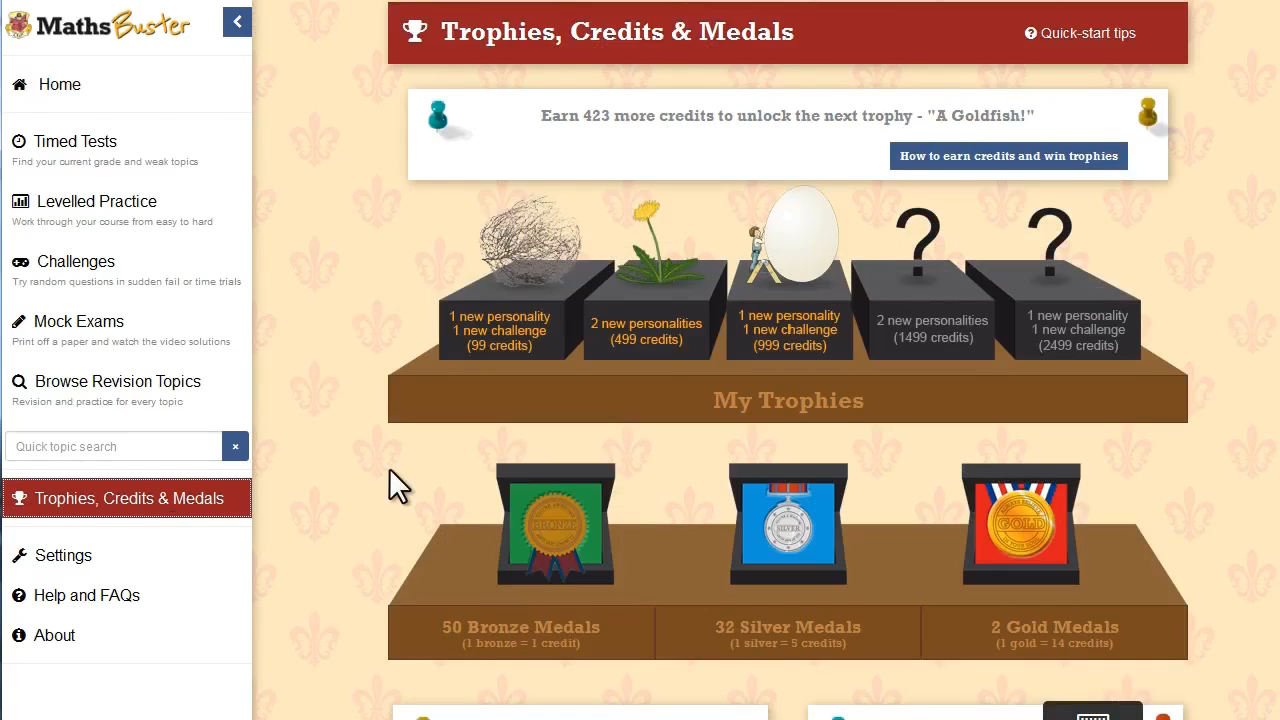 Maths Buster
Home
Timed Tests
Find your current grade and weak topics
Levelled Practice
Work through your course from easy to hard
Challenges
Try random questions in sudden fail or time trials
Mock Exams
Print off a paper and watch the video solutions
Browse Revision Topics
Revision and practice for every topic
Quick topic search
×
Trophies, Credits & Medals
Settings
Help and FAQs
About
Trophies, Credits & Medals
Quick-start tips
Earn 423 more credits to unlock the next trophy - "A Goldfish!"
How to earn credits and win trophies
? ?
1 new personality
1 new challenge
(99 credits)
2 new personalities
(499 credits)
1 new personality
1 new challenge
(999 credits)
2 new personalities
(1499 credits)
1 new personality
1 new challenge
(2499 credits)
My Trophies
BRONZE
SILVER
GOLD
50 Bronze Medals
(1 bronze = 1 credit)
32 Silver Medals
(1 silver = 5 credits)
2 Gold Medals
(1 gold = 14 credits)